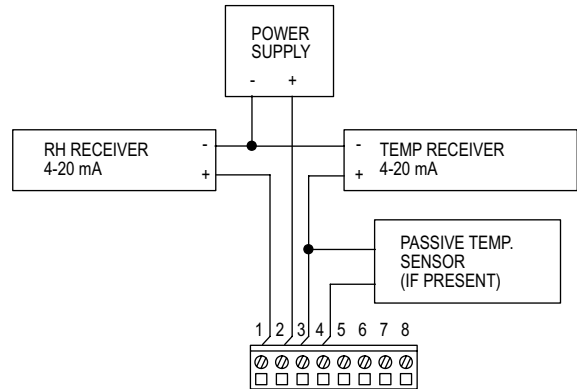 POWER
SUPPLY
- +
RH RECEIVER -
4-20 mA +
- TEMP RECEIVER
+ 4-20 mA
PASSIVE TEMP.
SENSOR
(IF PRESENT)
1 2 3 4 5 6 7 8